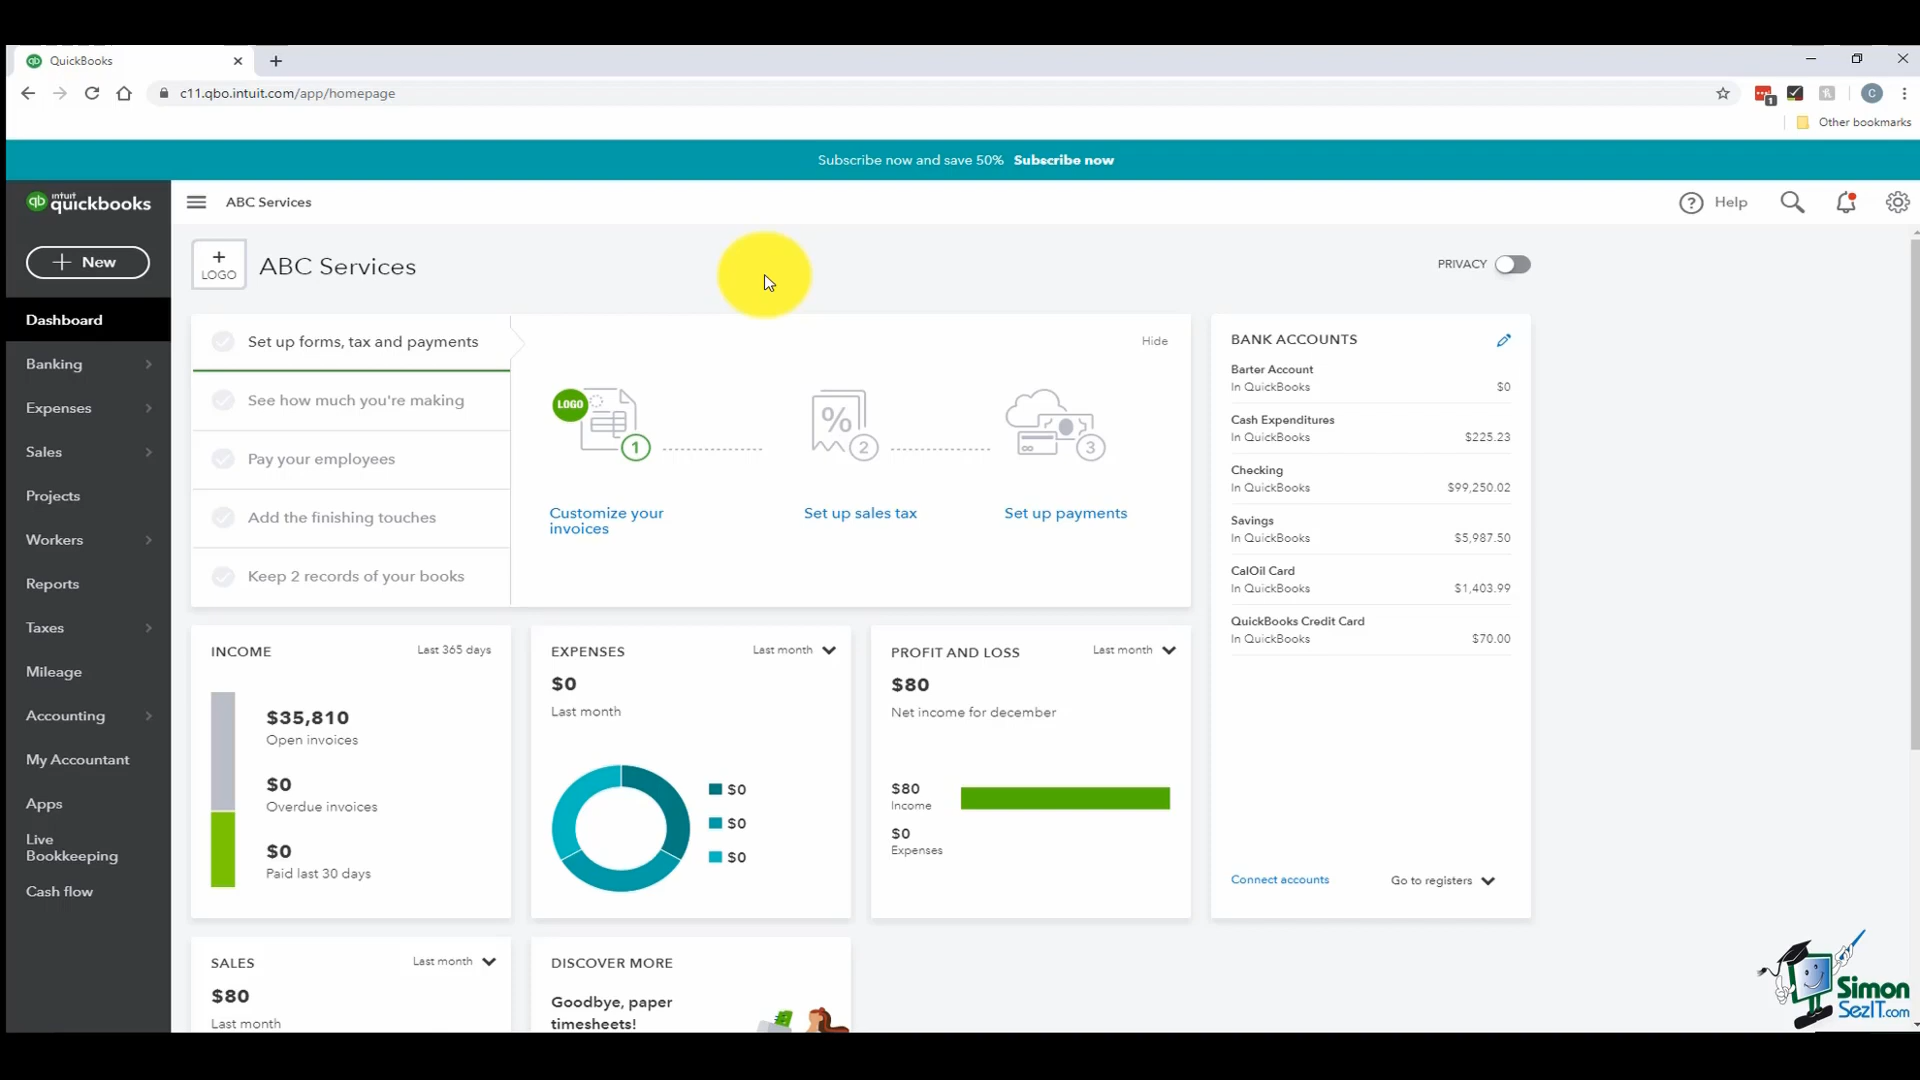 QuickBooks
c11.qbo.intuit.com/app/homepage
1
C
Other bookmarks
Subscribe now and save 50% Subscribe now
qb intuit quickbooks
ABC Services
? Help
New
+ LOGO
ABC Services
PRIVACY
Dashboard
Banking
Expenses
Sales
Projects
Workers
Reports
Taxes
Mileage
Accounting
My Accountant
Apps
Live
Bookkeeping
Cash flow
Set up forms, tax and payments
See how much you're making
Pay your employees
Add the finishing touches
Keep 2 records of your books
Hide
LOGO
1
%
2
3
Customize your
invoices
Set up sales tax
Set up payments
BANK ACCOUNTS
Barter Account
In QuickBooks $0
Cash Expenditures
In QuickBooks $225.23
Checking
In QuickBooks $99,250.02
Savings
In QuickBooks $5,987.50
CalOil Card
In QuickBooks $1,403.99
QuickBooks Credit Card
In QuickBooks $70.00
Connect accounts Go to registers
INCOME Last 365 days
$35,810
Open invoices
$0
Overdue invoices
$0
Paid last 30 days
EXPENSES Last month
$0
Last month
$0
$0
$0
PROFIT AND LOSS Last month
$80
Net income for december
$80
Income
$0
Expenses
SALES Last month
$80
Last month
DISCOVER MORE
Goodbye, paper
timesheets!
Simon
SezIT.com